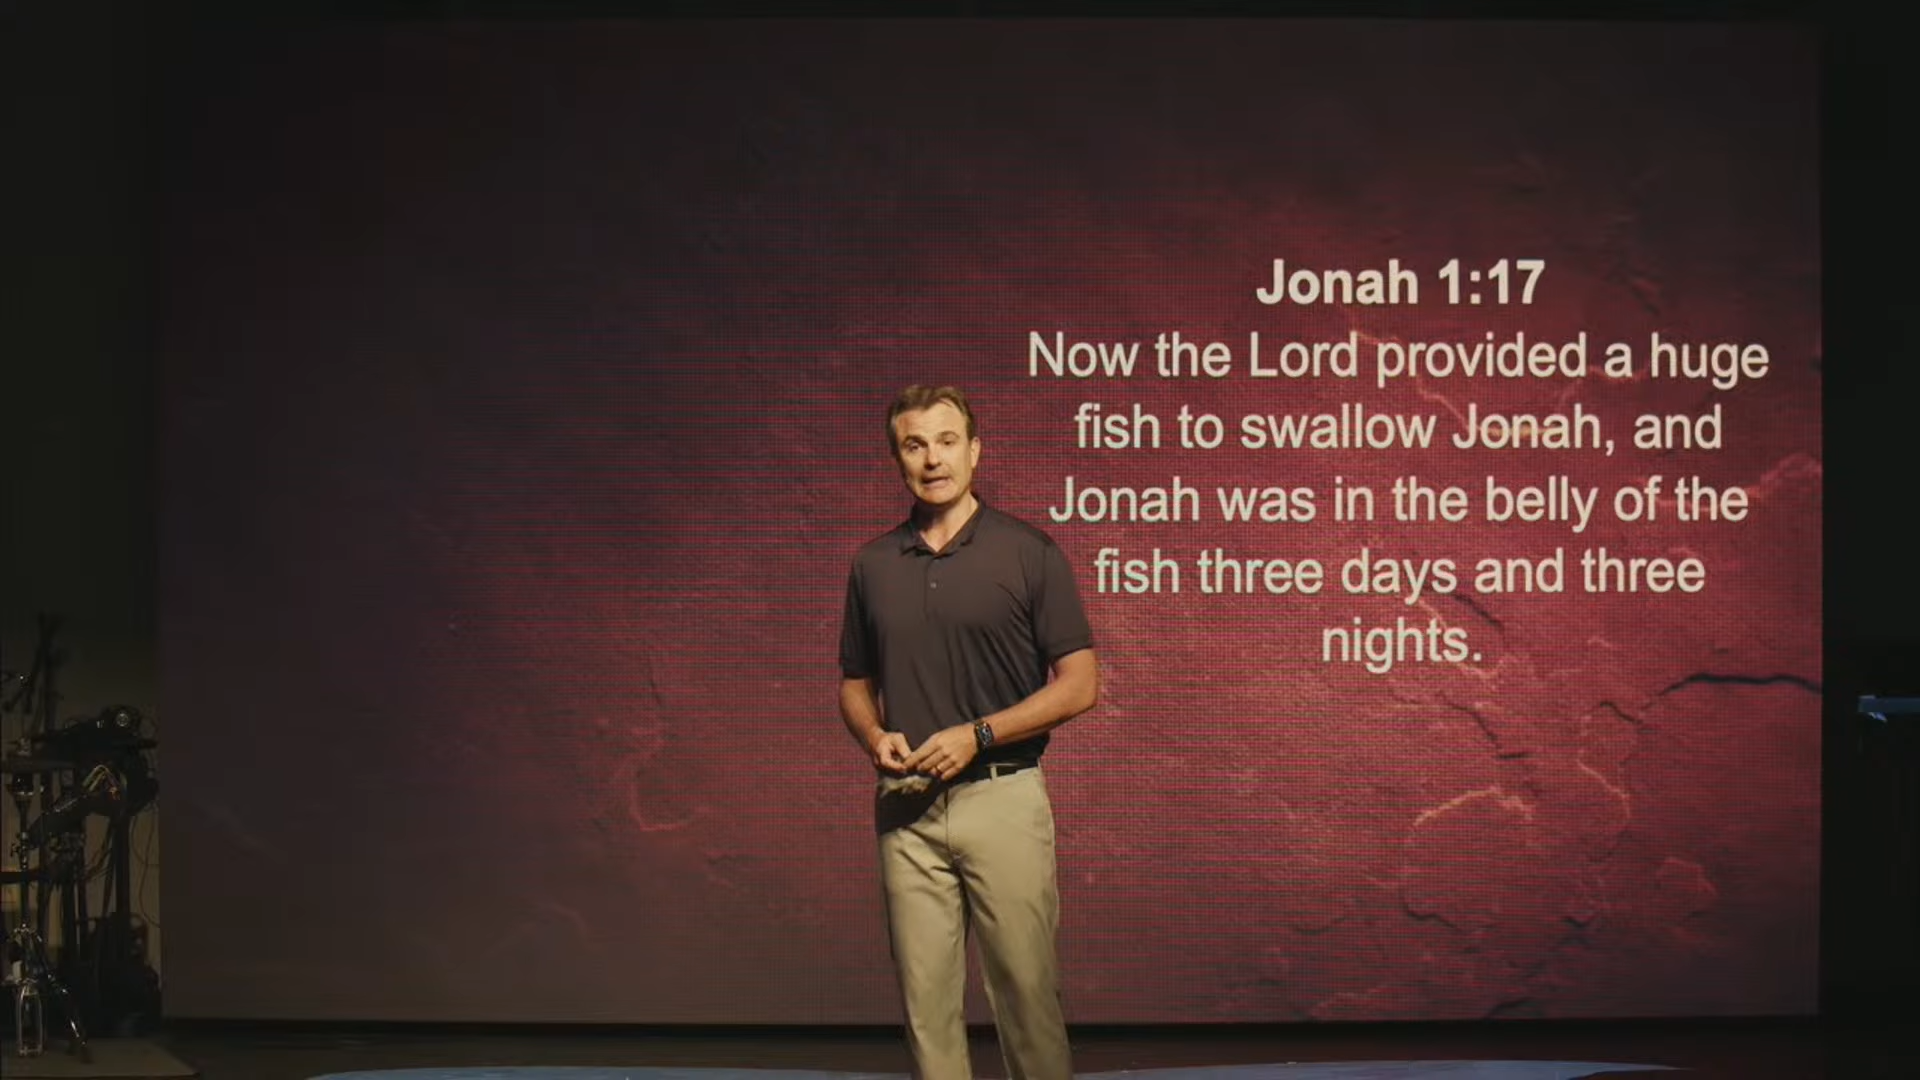 Jonah 1:17
Now the Lord provided a huge
fish to swallow Jonah, and
Jonah was in the belly of the
fish three days and three
nights.